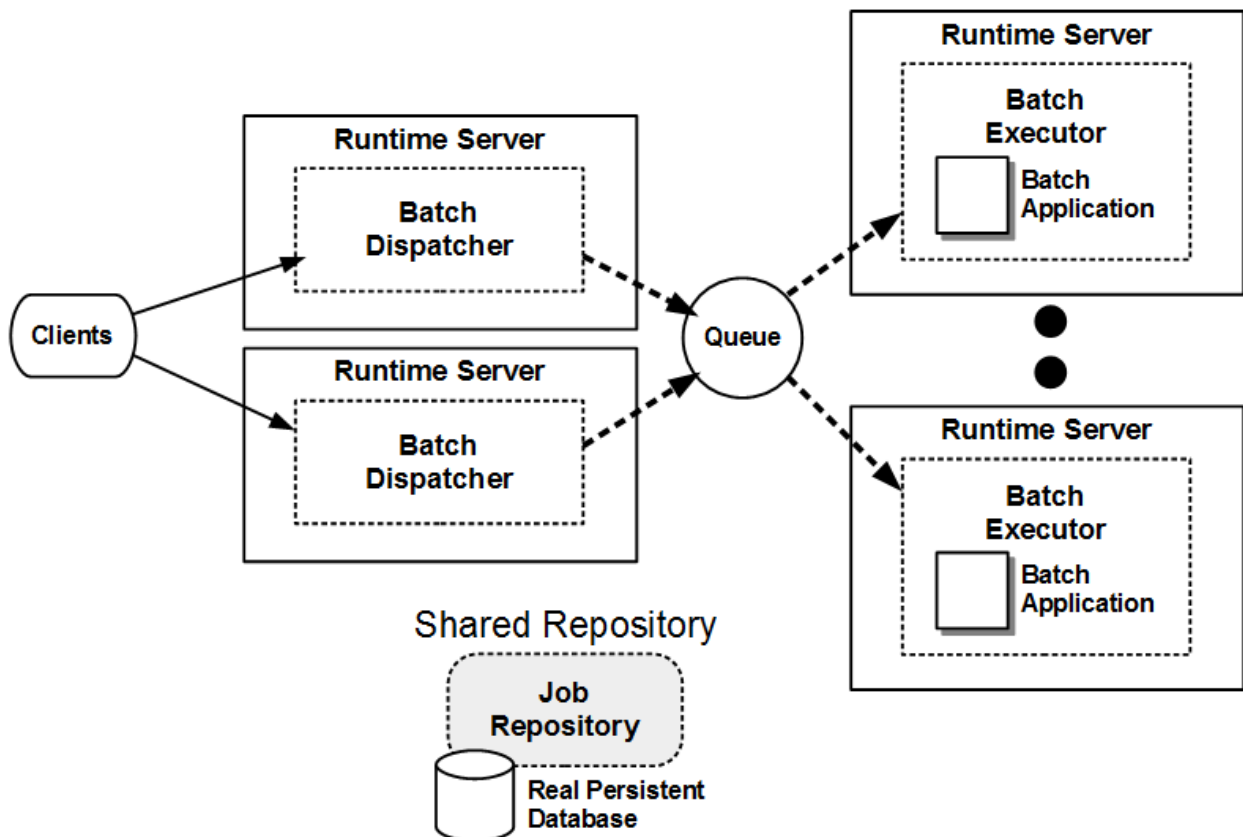 Runtime Server
Batch
Executor
Batch
Application
Runtime Server
Batch
Dispatcher
Clients
Queue
Runtime Server
Batch
Dispatcher
Runtime Server
Batch
Executor
Batch
Application
Shared Repository
Job
Repository
Real Persistent
Database